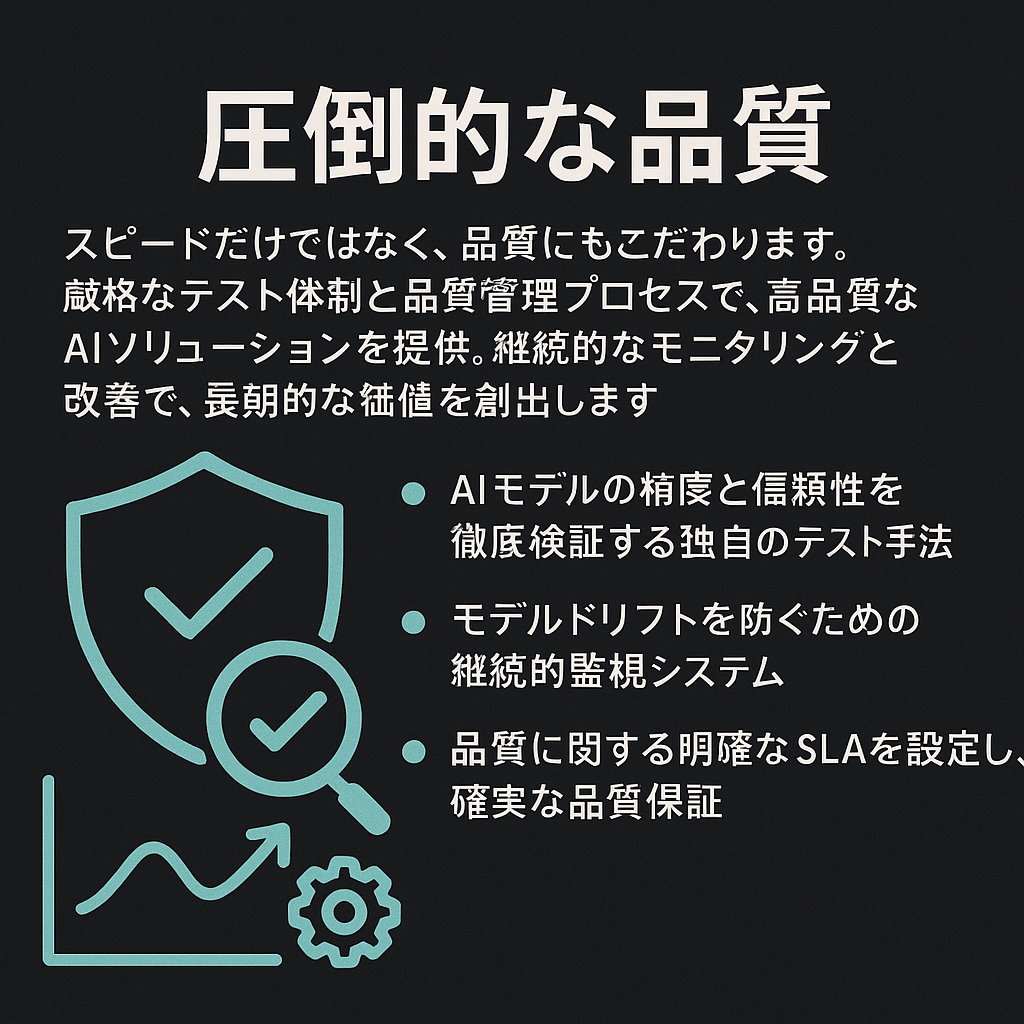 圧倒的な品質
スピードだけではなく、品質にもこだわります。
格なテスト体制と品質管理プロセスで、高品質な
AIソリューションを提供。継続的なモニタリングと
改善で、長期的な価値を創出します
AIモデルの精度と信頼性を
徹底検証する独自のテスト手法
モデルドリフトを防ぐための
継続的監視システム
品質に関する明確なSLAを設定し、
確実な品質保証